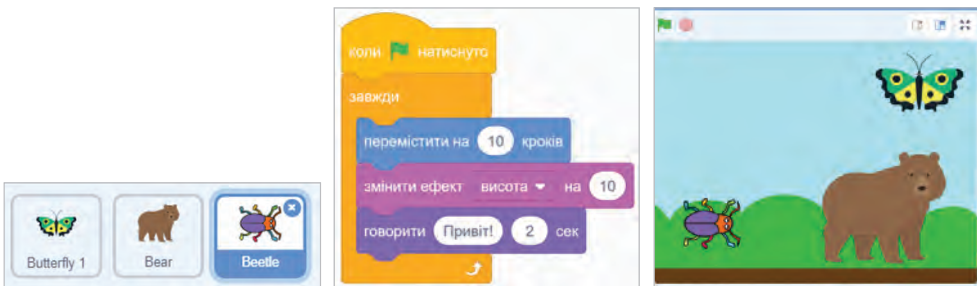 Butterfly 1
Bear
Beetle
коли натиснуто
завжди
перемістити на 10 кроків
змінити ефект висота на 10
говорити Привіт! 2 сек